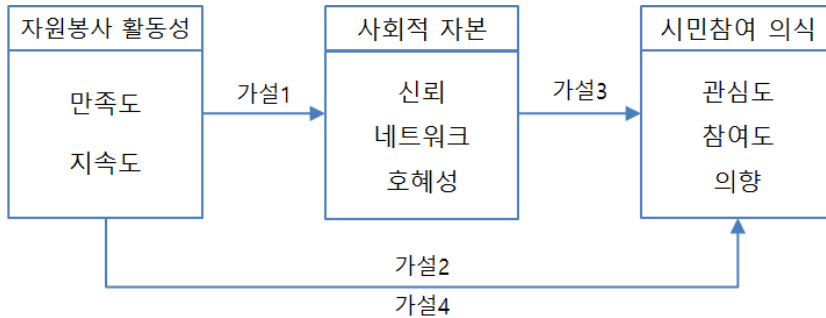 자원봉사 활동성
만족도
지속도
가설1
사회적 자본
신뢰
네트워크
호혜성
가설3
시민참여 의식
관심도
참여도
의향
가설2
가설4